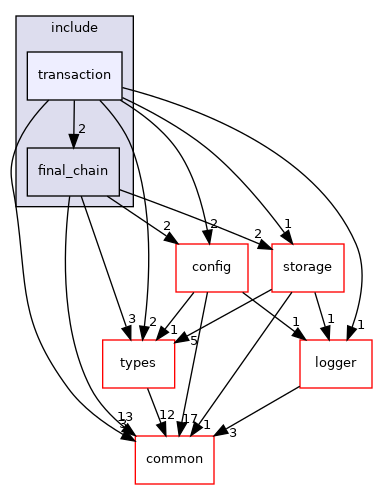 include
transaction
2
final_chain
2
2
2
1
config
storage
3
2
1
5
1
1
1
types
logger
13
3
12
17
1
3
common